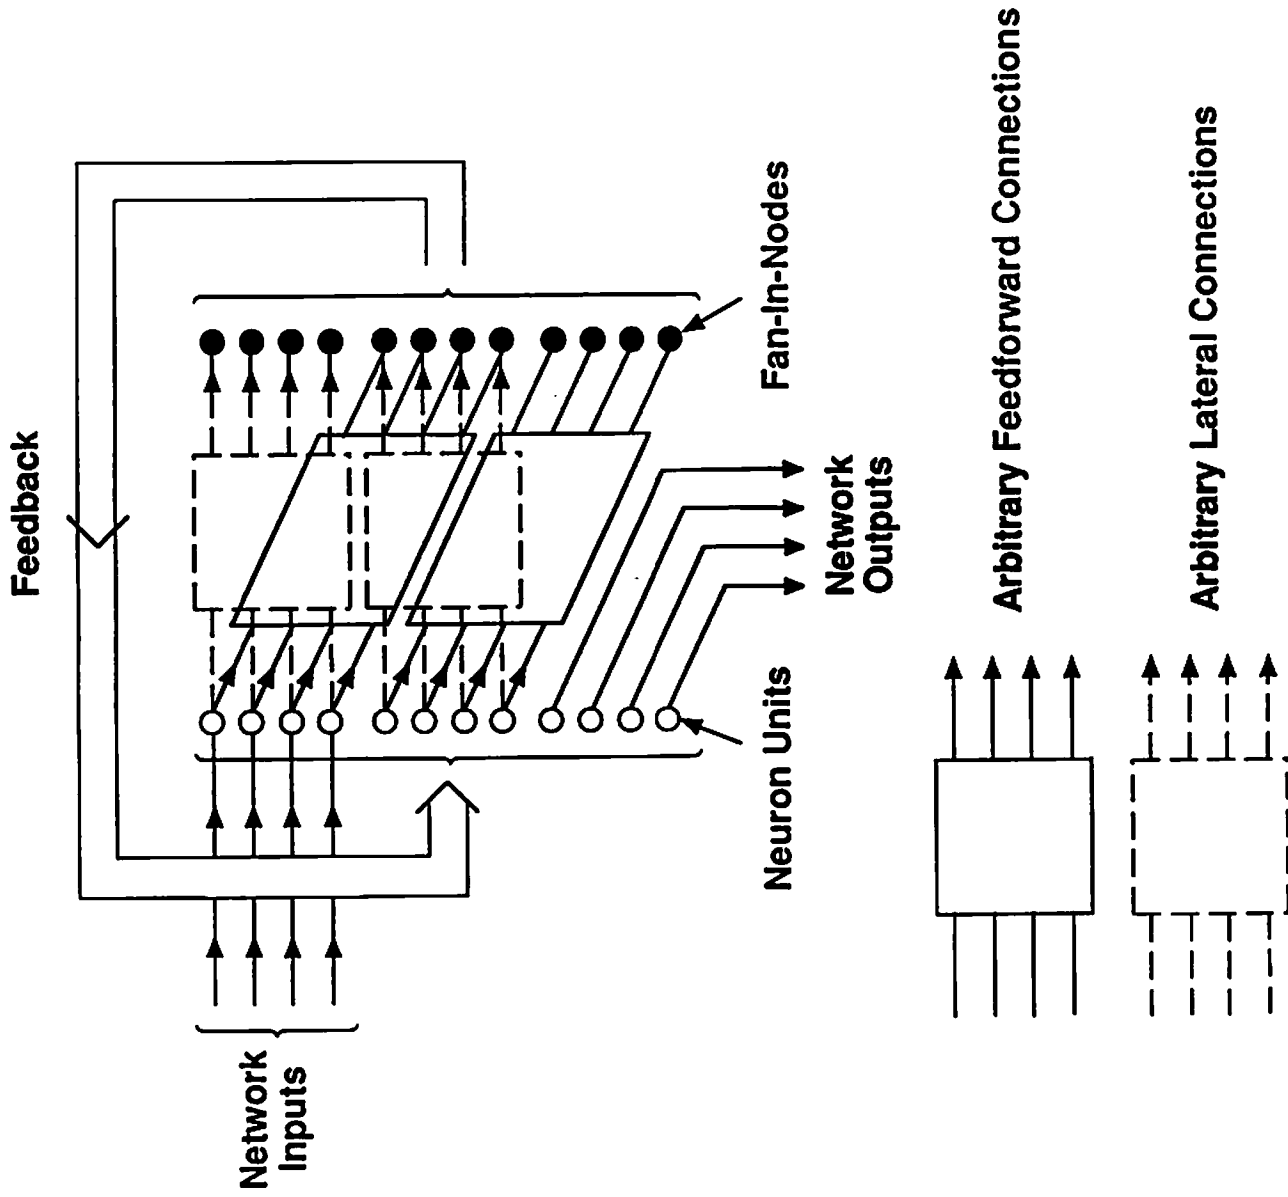 Feedback
Network
Inputs
Neuron Units
Fan-In-Nodes
Network
Outputs
Arbitrary Feedforward Connections
Arbitrary Lateral Connections